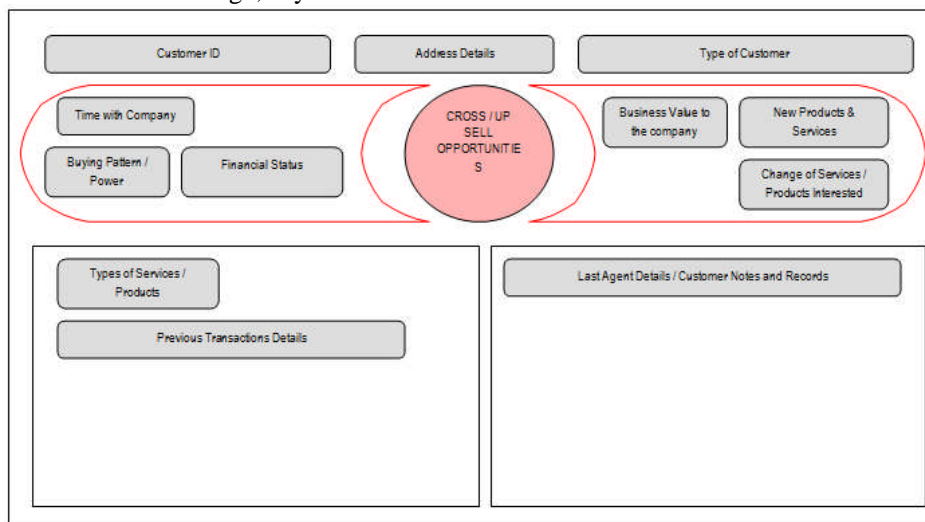 Customer ID
Address Details
Type of Customer
Time with Company
Buying Pattern /
Power
Financial Status
CROSS / UP
SELL
OPPORTUNITIE
S
Business Value to
the company
New Products &
Services
Change of Services /
Products Interested
Types of Services /
Products
Previous Transactions Details
Last Agent Details / Customer Notes and Records